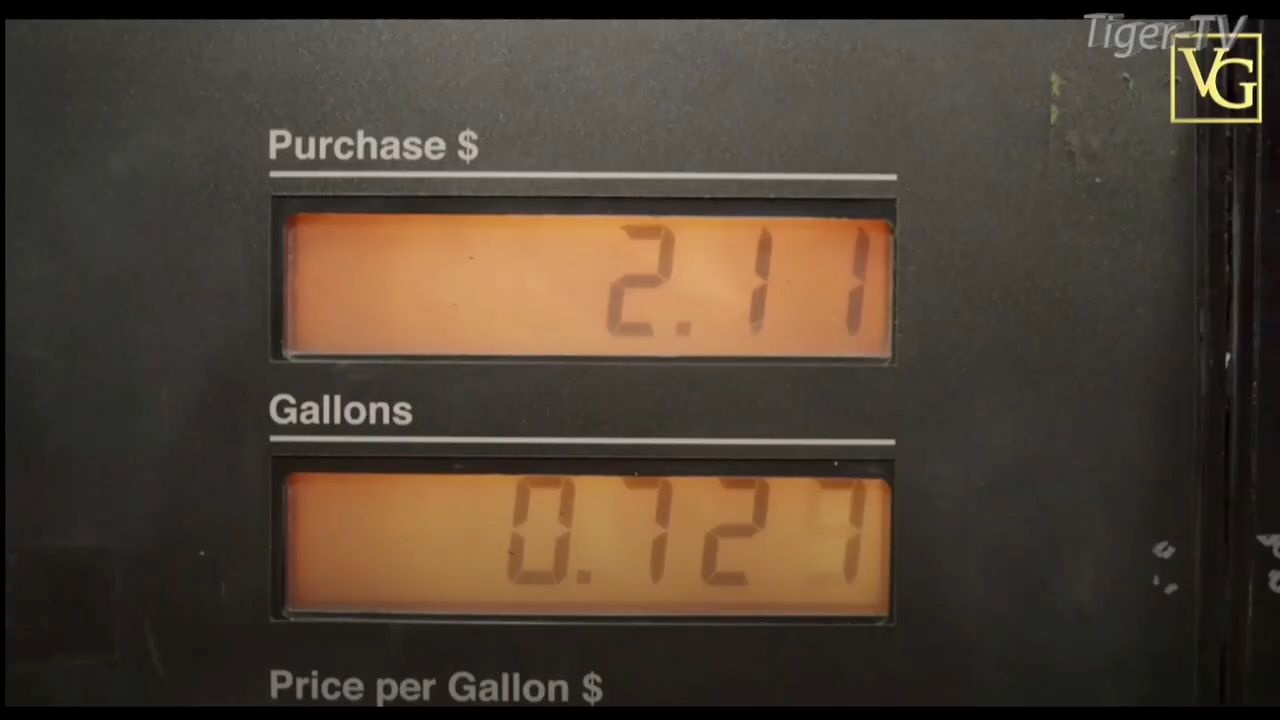 Tiger-TV
VG
Purchase $
2.11
Gallons
0.727
Price per Gallon $